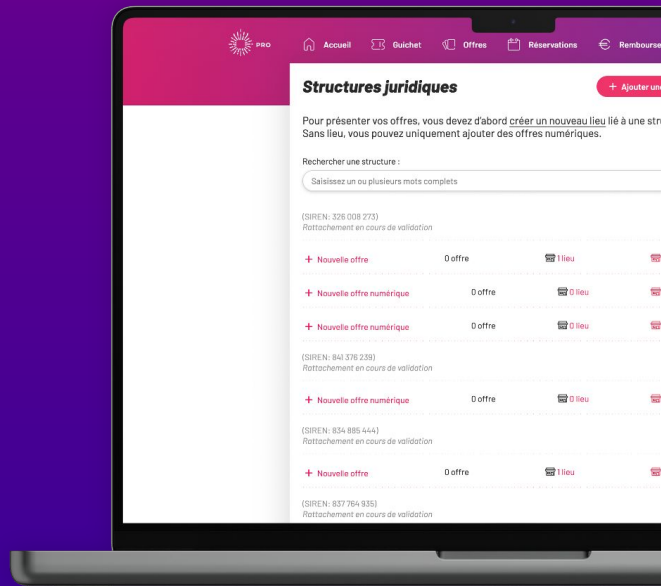 PRO Accueil Guichet Offres Réservations Rembourse
Structures juridiques
+ Ajouter une
Pour présenter vos offres, vous devez d'abord créer un nouveau lieu lié à une stru
Sans lieu, vous pouvez uniquement ajouter des offres numériques.
Rechercher une structure :
Saisissez un ou plusieurs mots complets
(SIREN: 326 008 273)
Rattachement en cours de validation
+ Nouvelle offre 0 offre 1 lieu
+ Nouvelle offre numérique 0 offre 0 lieu
+ Nouvelle offre numérique 0 offre 0 lieu
(SIREN: 841 376 239)
Rattachement en cours de validation
+ Nouvelle offre numérique 0 offre 0 lieu
(SIREN: 834 885 444)
Rattachement en cours de validation
+ Nouvelle offre 0 offre 1 lieu
(SIREN: 837 764 935)
Rattachement en cours de validation